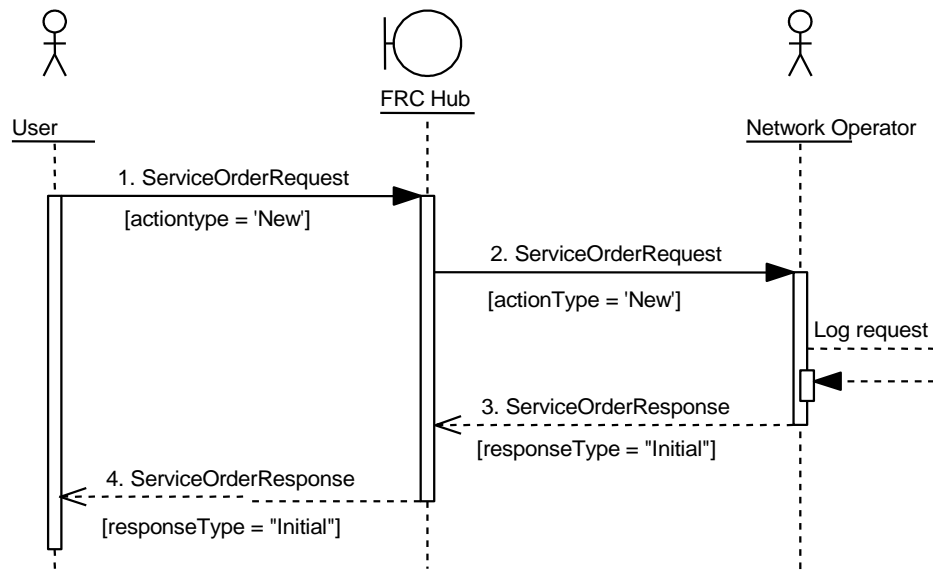 FRC Hub
User
Network Operator
1. ServiceOrderRequest
[actiontype = 'New']
2. ServiceOrderRequest
[actionType = 'New']
Log request
3. ServiceOrderResponse
[responseType = "Initial"]
4. ServiceOrderResponse
[responseType = "Initial"]